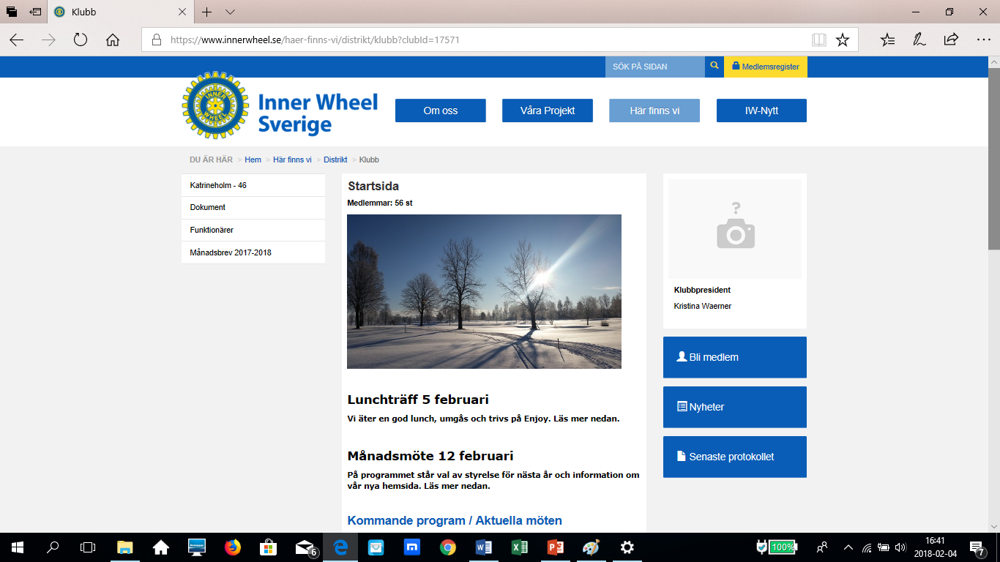 Klubb
https://www.innerwheel.se/haer-finns-vi/distrikt/klubb?clubId=17571
SÖK PÅ SIDAN
Medlemsregister
INNER
WHEEL
Inner Wheel
Sverige
Om oss
Våra Projekt
Här finns vi
IW-Nytt
DU ÄR HÄR > Hem > Här finns vi > Distrikt > Klubb
Katrineholm - 46
Dokument
Funktionärer
Månadsbrev 2017-2018
Startsida
Medlemmar: 56 st
Lunchträff 5 februari
Vi äter en god lunch, umgås och trivs på Enjoy. Läs mer nedan.
Månadsmöte 12 februari
På programmet står val av styrelse för nästa år och information om
vår nya hemsida. Läs mer nedan.
Kommande program / Aktuella möten
?
Klubbpresident
Kristina Waerner
Bli medlem
Nyheter
Senaste protokollet
6
100%
16:41
2018-02-04
7